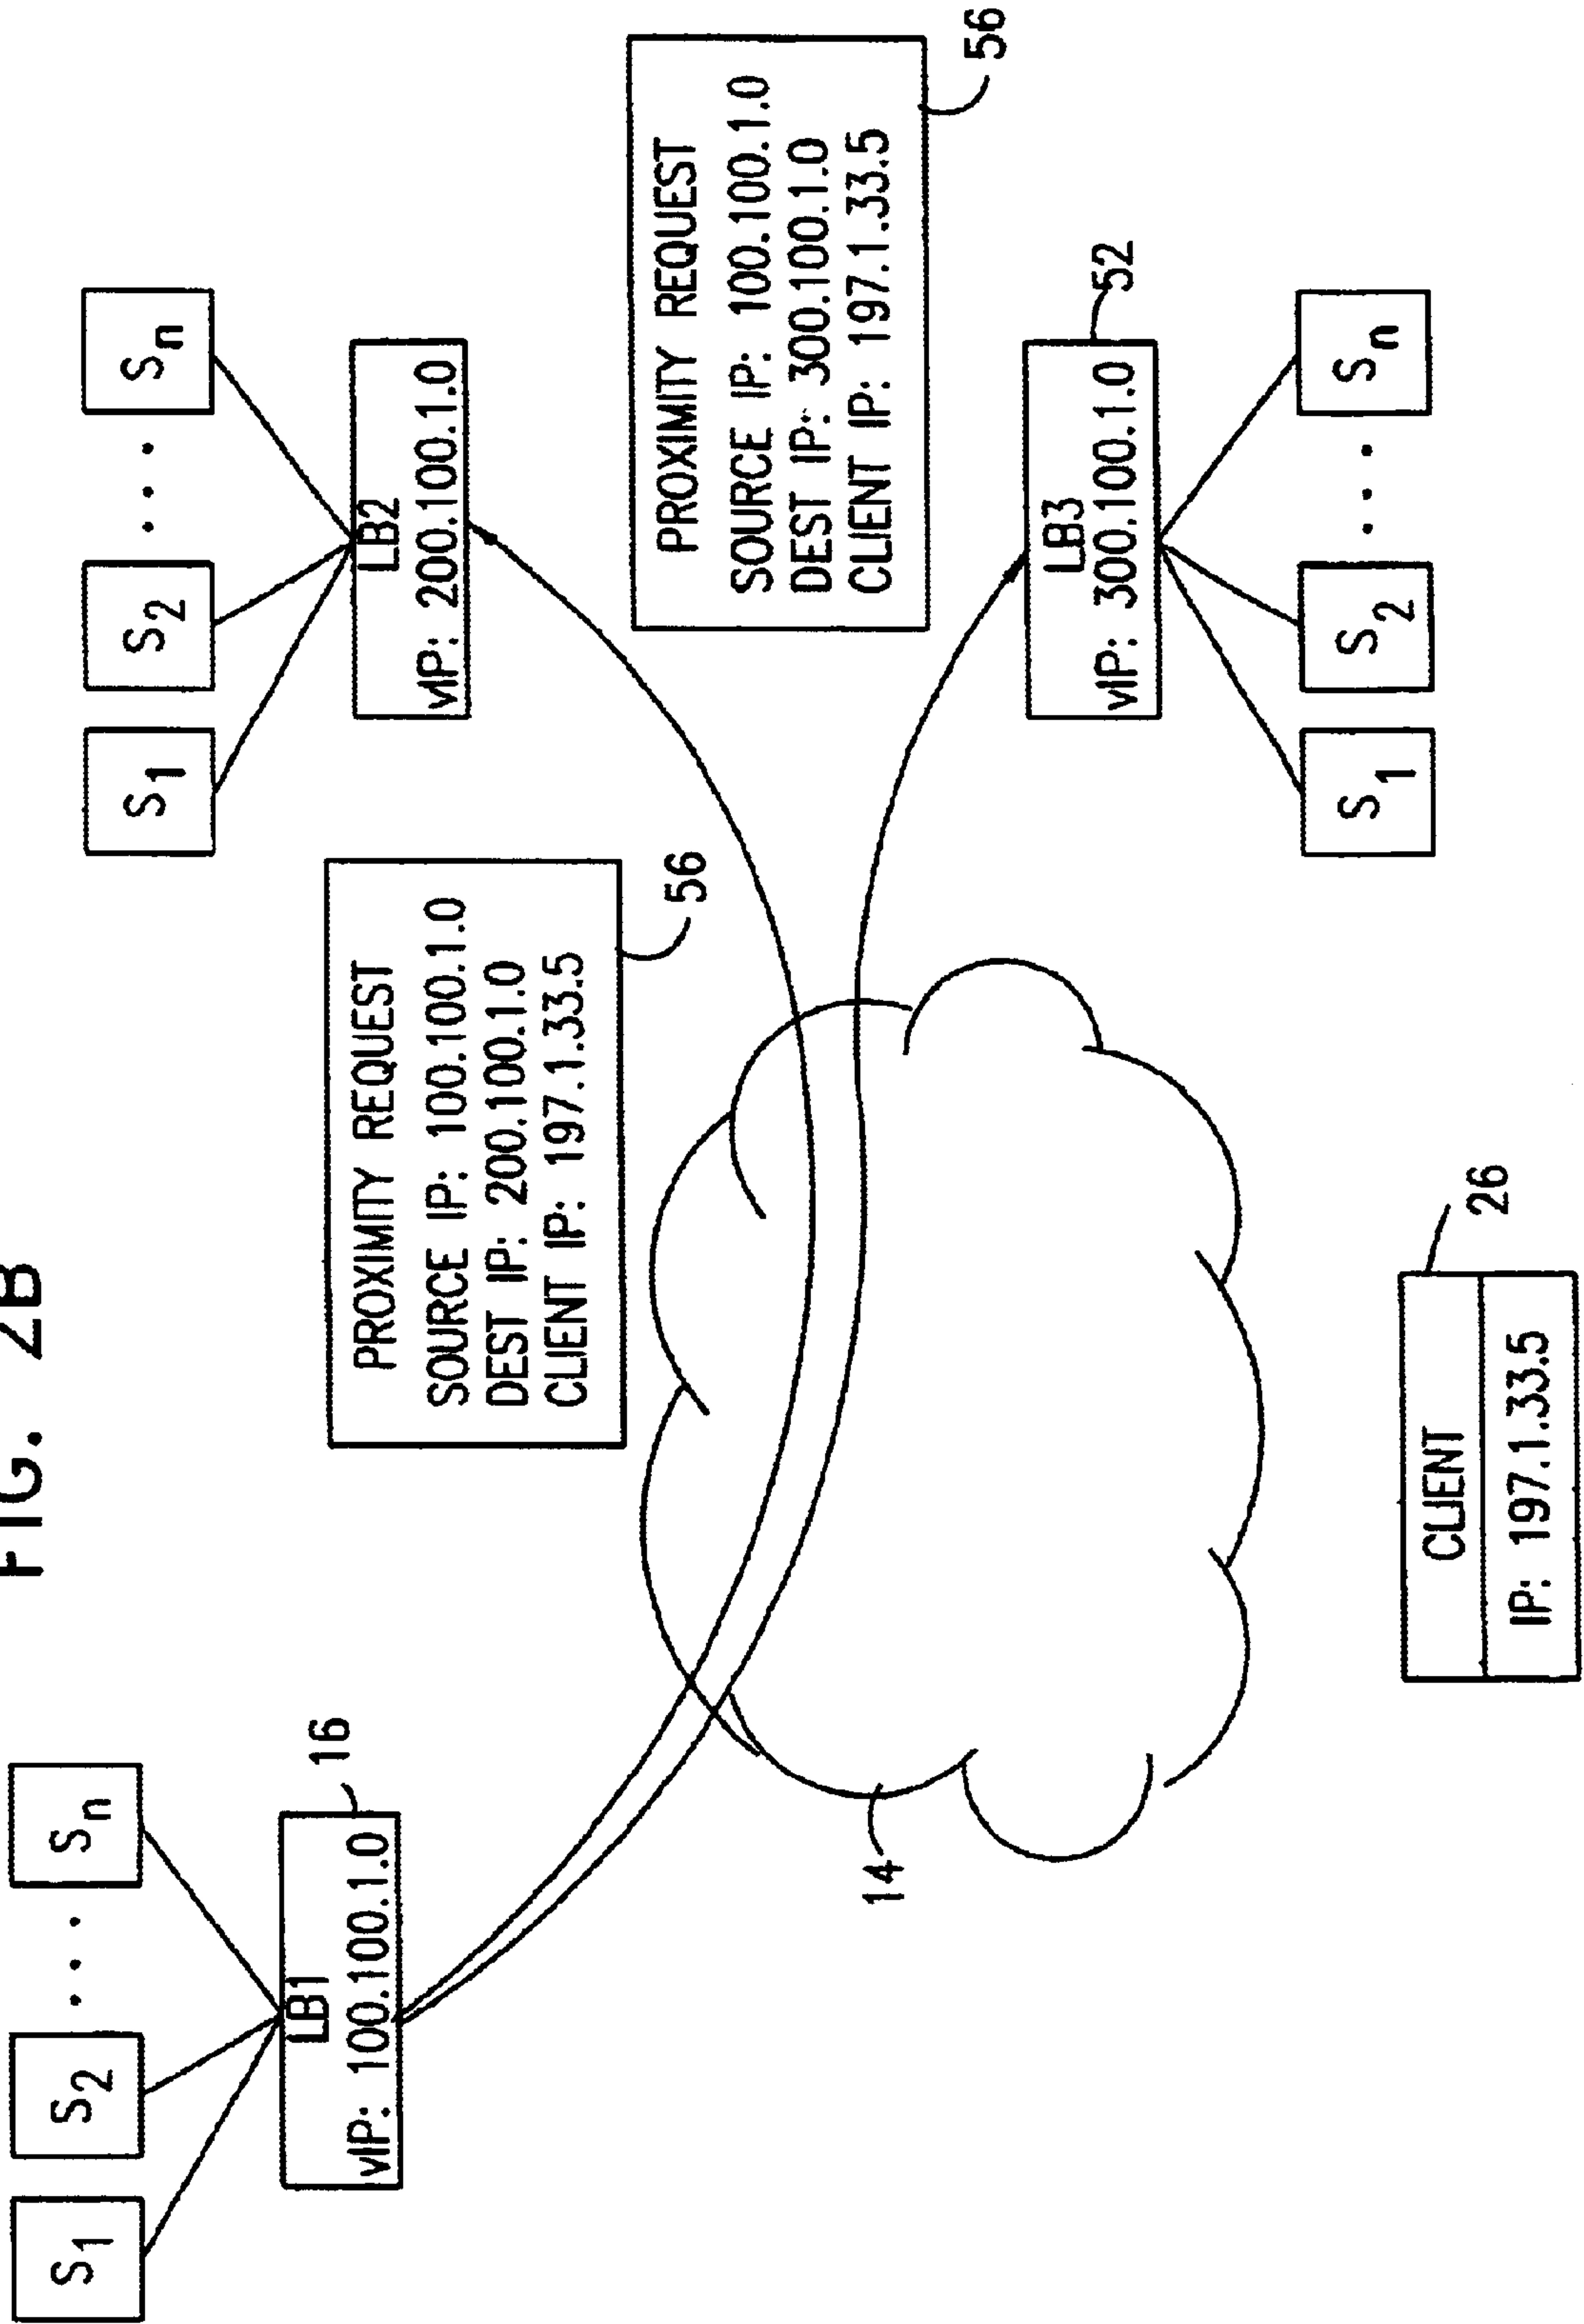 FIG. 2B
S1
S2
. . .
Sn
LB1
vIP: 100.100.1.0
16
S1
S2
. . .
Sn
LB2
vIP: 200.100.1.0
PROXIMITY REQUEST
SOURCE IP: 100.100.1.0
DEST IP: 200.100.1.0
CLIENT IP: 197.1.33.5
56
PROXIMITY REQUEST
SOURCE IP: 100.100.1.0
DEST IP: 300.100.1.0
CLIENT IP: 197.1.33.5
56
14
LB3
vIP: 300.100.1.0
52
S1
S2
. . .
Sn
CLIENT
IP: 197.1.33.5
26